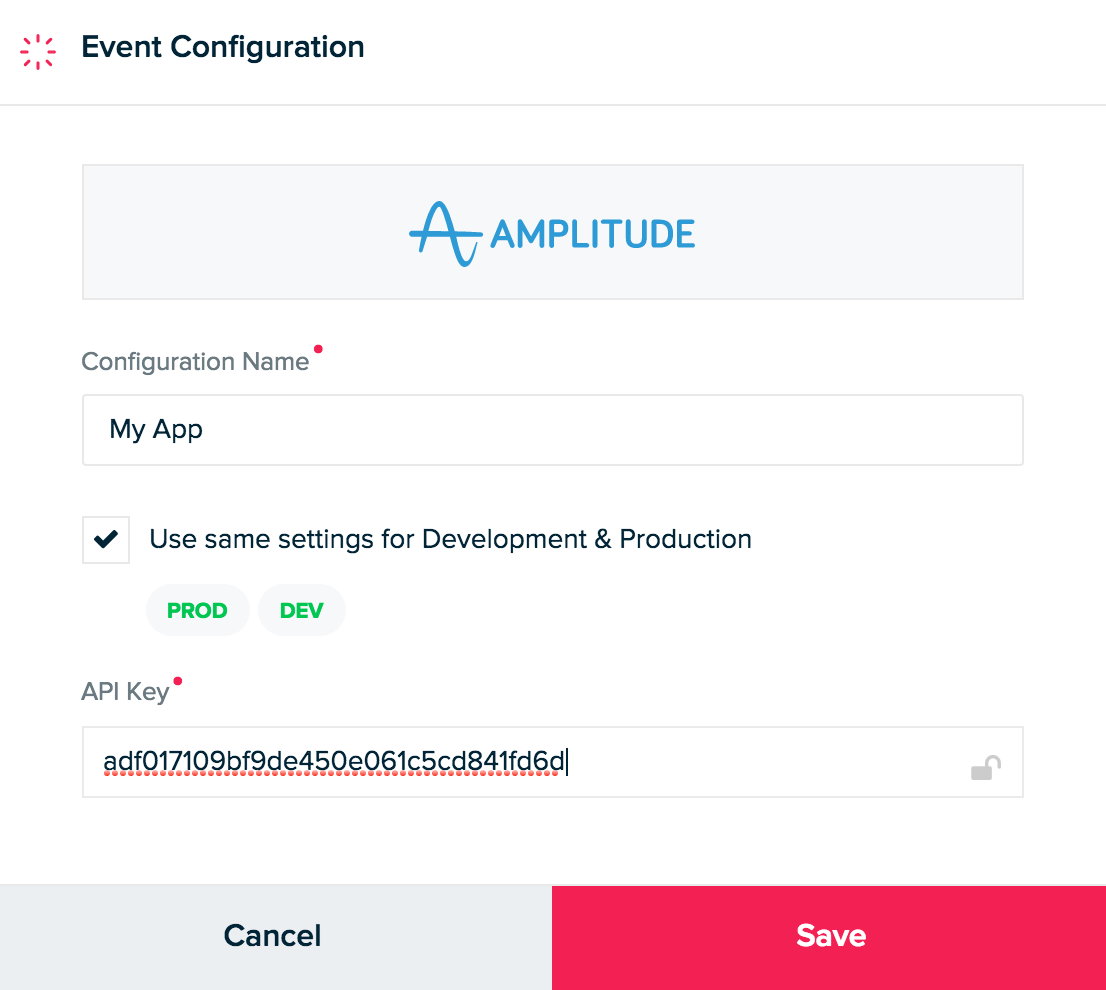 Event Configuration
AMPLITUDE
Configuration Name
My App
Use same settings for Development & Production
PROD DEV
API Key
adf017109bf9de450e061c5cd841fd6d
Cancel Save